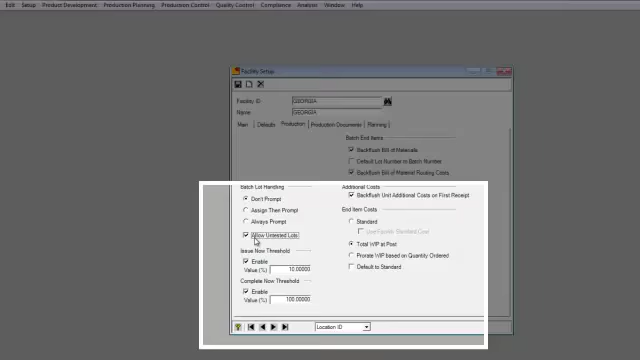 Edit Setup Product Development Production Planning Production Control Quality Control Compliance Analysis Window Help
Facility Setup
Facility ID GEORGIA
Name GEORGIA
Main Defaults Production Production Documents Planning
Batch End Items
Backflush Bill of Materials
Default Lot Number to Batch Number
Backflush Bill of Material Routing Costs
Batch Lot Handling
Don't Prompt
Assign Then Prompt
Always Prompt
Allow Untested Lots
Issue Now Threshold
Enable
Value (%) 10.00000
Complete Now Threshold
Enable
Value (%) 100.00000
Additional Costs
Backflush Unit Additional Costs on First Receipt
End Item Costs
Standard
Use Facility Standard Cost
Total WIP at Post
Prorate WIP based on Quantity Ordered
Default to Standard
Location ID